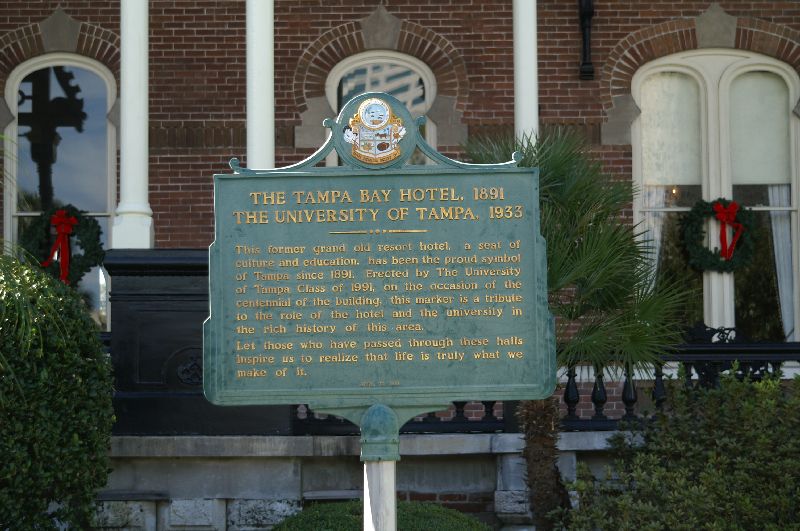 THE TAMPA BAY HOTEL, 1891
THE UNIVERSITY OF TAMPA, 1933
This former grand old resort hotel, a seat of
culture and education, has been the proud symbol
of Tampa since 1891. Erected by The University
of Tampa Class of 1991, on the occasion of the
centennial of the building, this marker is a tribute
to the role of the hotel and the university in
the rich history of this area.
Let those who have passed through these halls
inspire us to realize that life is truly what we
make of it.